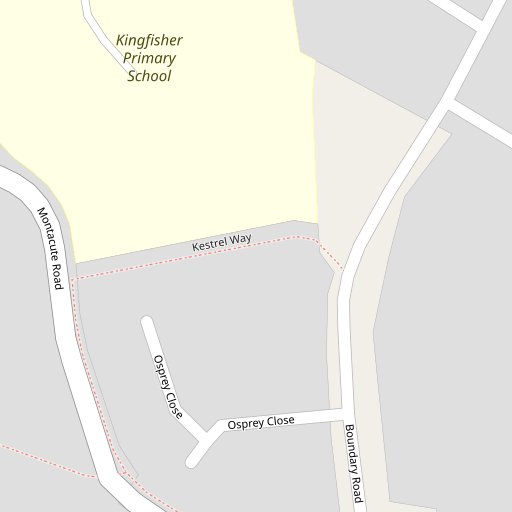 Kingfisher
Primary
School
Kestrel Way
Montacute Road
Osprey Close
Osprey Close
Boundary Road